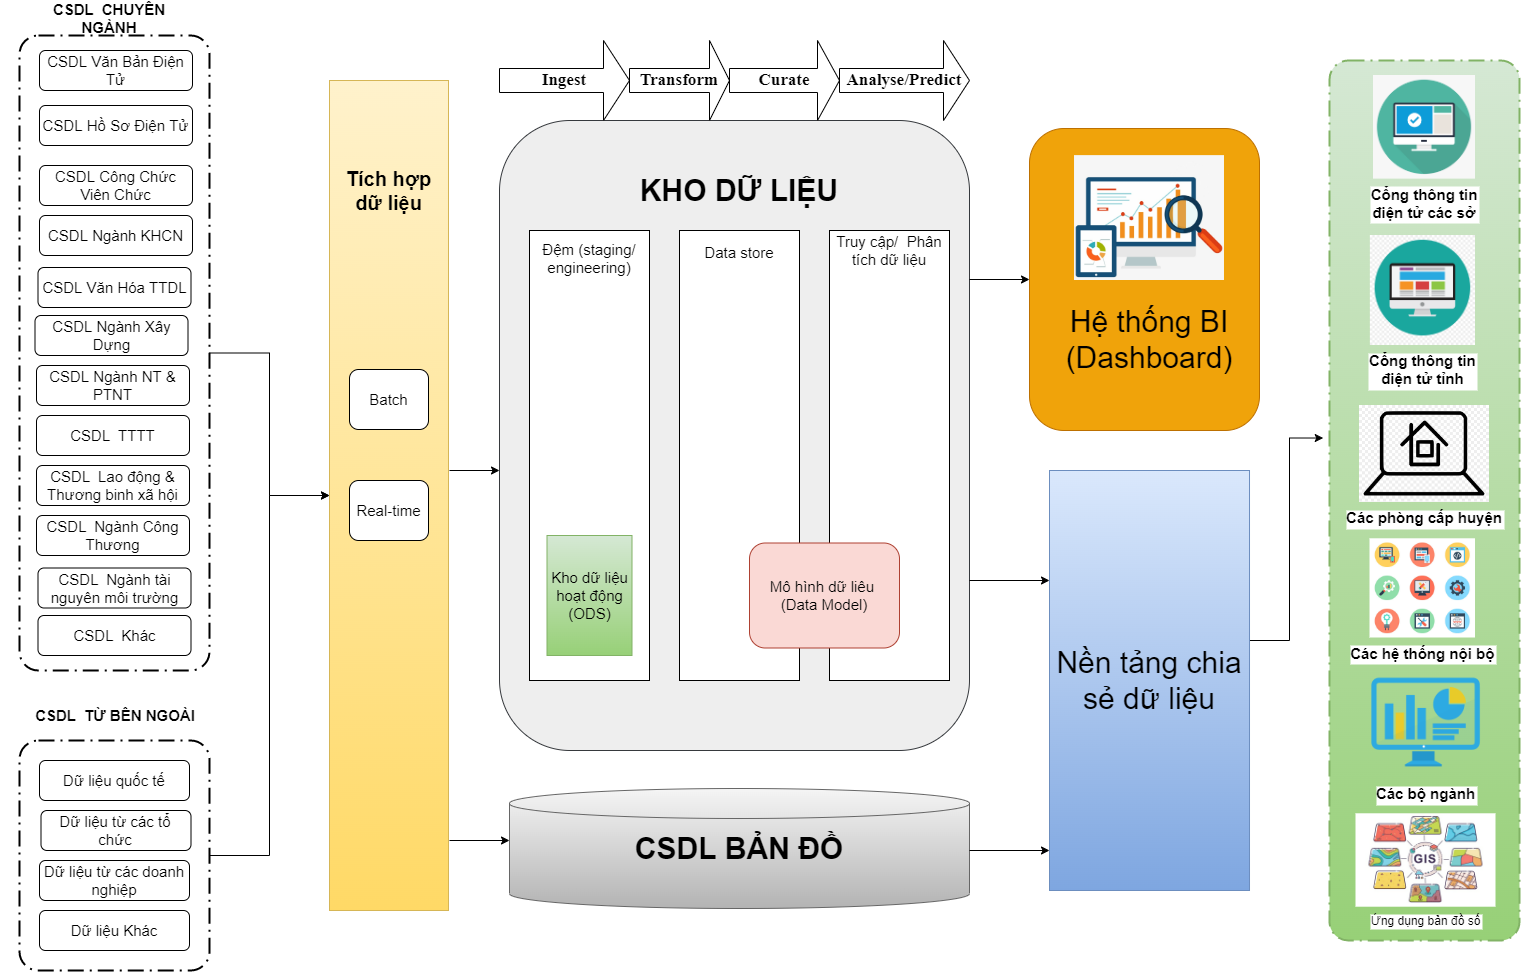 CSDL CHUYÊN
NGÀNH
CSDL Văn Bản Điện
Tử
CSDL Hồ Sơ Điện Tử
CSDL Công Chức
Viên Chức
CSDL Ngành KHCN
CSDL Văn Hóa TTDL
CSDL Ngành Xây
Dựng
CSDL Ngành NT &
PTNT
CSDL TTTT
CSDL Lao động &
Thương binh xã hội
CSDL Ngành Công
Thương
CSDL Ngành tài
nguyên môi trường
CSDL Khác
CSDL TỪ BÊN NGOÀI
Dữ liệu quốc tế
Dữ liệu từ các tổ
chức
Dữ liệu từ các doanh
nghiệp
Dữ liệu Khác
Tích hợp
dữ liệu
Batch
Real-time
Ingest
Transform
Curate
Analyse/Predict
KHO DỮ LIỆU
Đệm (staging/
engineering)
Data store
Truy cập/ Phân
tích dữ liệu
Kho dữ liệu
hoạt động
(ODS)
Mô hình dữ liêu
(Data Model)
CSDL BẢN ĐỒ
Hệ thống BI
(Dashboard)
Nền tảng chia
sẻ dữ liệu
Cổng thông tin
điện tử các sở
Cổng thông tin
điện tử tỉnh
Các phòng cấp huyện
Các hệ thống nội bộ
Các bộ ngành
GIS
Ứng dụng bản đồ số